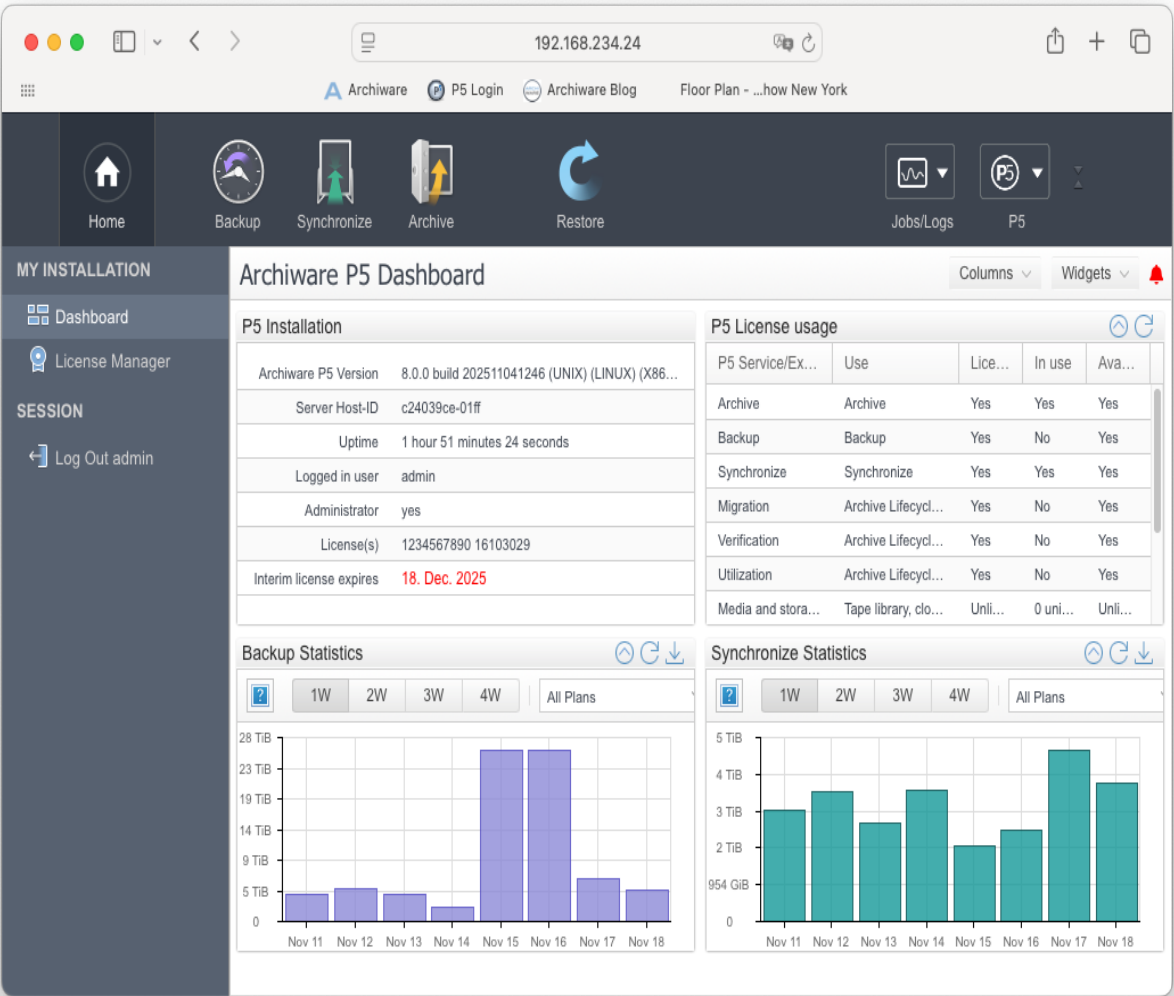 192.168.234.24
Archiware P5 Login Archiware Blog Floor Plan - ...how New York
Home Backup Synchronize Archive Restore Jobs/Logs P5
MY INSTALLATION
Dashboard
License Manager
SESSION
Log Out admin
Archiware P5 Dashboard Columns Widgets
P5 Installation
Archiware P5 Version 8.0.0 build 202511041246 (UNIX) (LINUX) (X86...
Server Host-ID c24039ce-01ff
Uptime 1 hour 51 minutes 24 seconds
Logged in user admin
Administrator yes
License(s) 1234567890 16103029
Interim license expires 18. Dec. 2025
P5 License usage
P5 Service/Ex... Use Lice... In use Ava...
Archive Archive Yes Yes Yes
Backup Backup Yes No Yes
Synchronize Synchronize Yes Yes Yes
Migration Archive Lifecycl... Yes No Yes
Verification Archive Lifecycl... Yes No Yes
Utilization Archive Lifecycl... Yes No Yes
Media and stora... Tape library, clo... Unli... 0 uni... Unli...
Backup Statistics
? 1W 2W 3W 4W All Plans
28 TiB
23 TiB
19 TiB
14 TiB
9 TiB
5 TiB
0
Nov 11 Nov 12 Nov 13 Nov 14 Nov 15 Nov 16 Nov 17 Nov 18
Synchronize Statistics
? 1W 2W 3W 4W All Plans
5 TiB
4 TiB
3 TiB
2 TiB
954 GiB
0
Nov 11 Nov 12 Nov 13 Nov 14 Nov 15 Nov 16 Nov 17 Nov 18